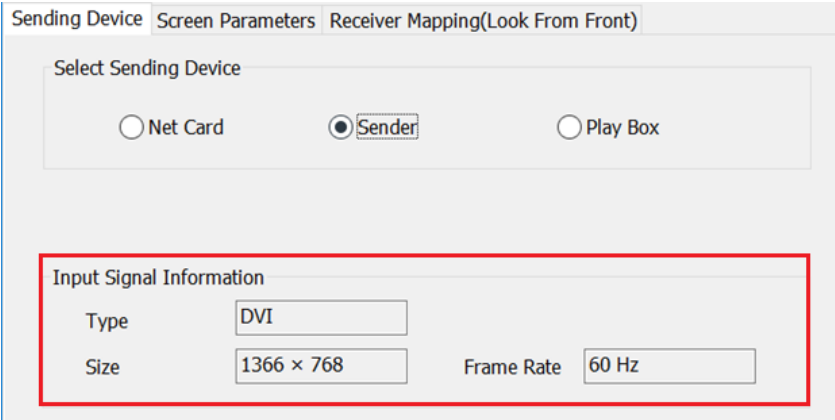 Sending Device Screen Parameters Receiver Mapping(Look From Front)
Select Sending Device
Net Card Sender Play Box
Input Signal Information
Type DVI
Size 1366 × 768 Frame Rate 60 Hz